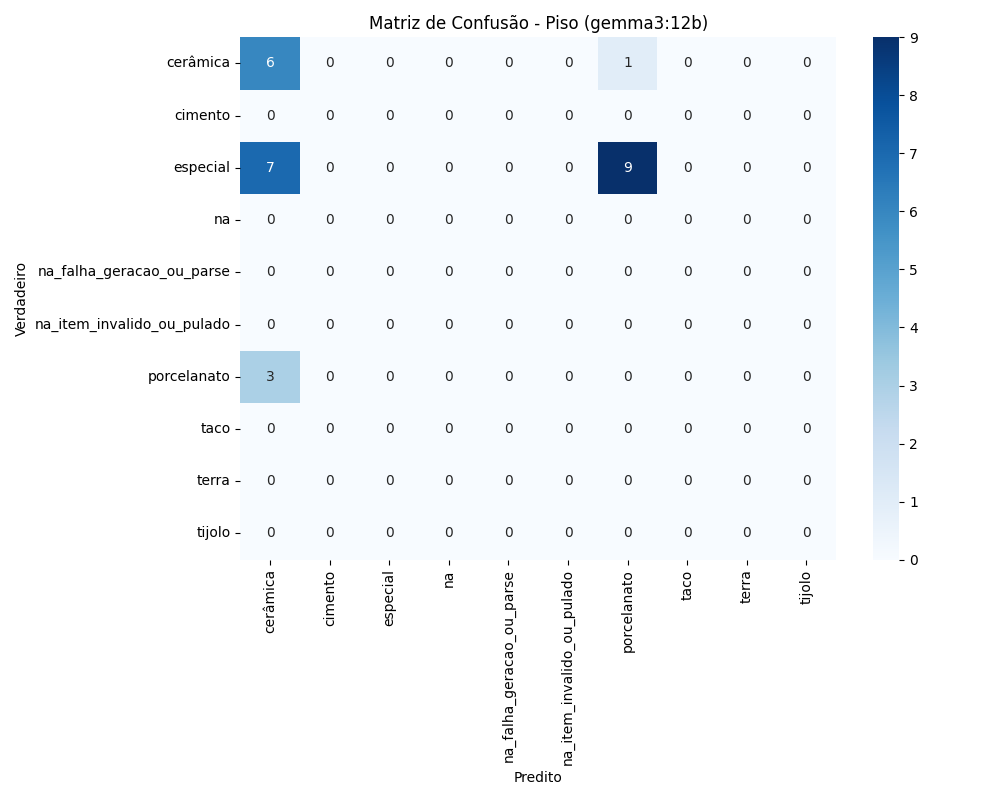 Matriz de Confusão - Piso (gemma3:12b)
cerâmica 6 0 0 0 0 0 1 0 0 0
cimento 0 0 0 0 0 0 0 0 0 0
especial 7 0 0 0 0 0 9 0 0 0
na 0 0 0 0 0 0 0 0 0 0
na_falha_geracao_ou_parse 0 0 0 0 0 0 0 0 0 0
na_item_invalido_ou_pulado 0 0 0 0 0 0 0 0 0 0
porcelanato 3 0 0 0 0 0 0 0 0 0
taco 0 0 0 0 0 0 0 0 0 0
terra 0 0 0 0 0 0 0 0 0 0
tijolo 0 0 0 0 0 0 0 0 0 0
Verdadeiro
cerâmica
cimento
especial
na
na_falha_geracao_ou_parse
na_item_invalido_ou_pulado
porcelanato
taco
terra
tijolo
Predito
9
8
7
6
5
4
3
2
1
0